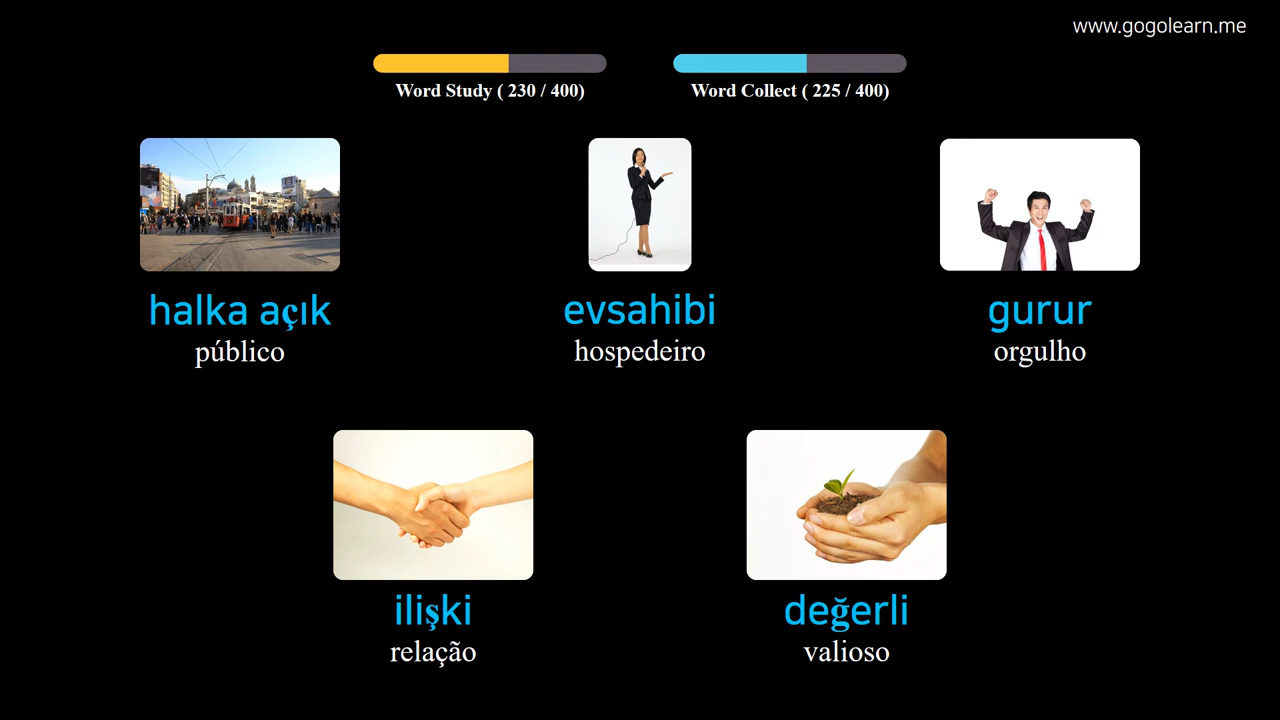 www.gogolearn.me
Word Study ( 230 / 400)
Word Collect ( 225 / 400)
halka açık
público
evsahibi
hospedeiro
gurur
orgulho
ilişki
relação
değerli
valioso